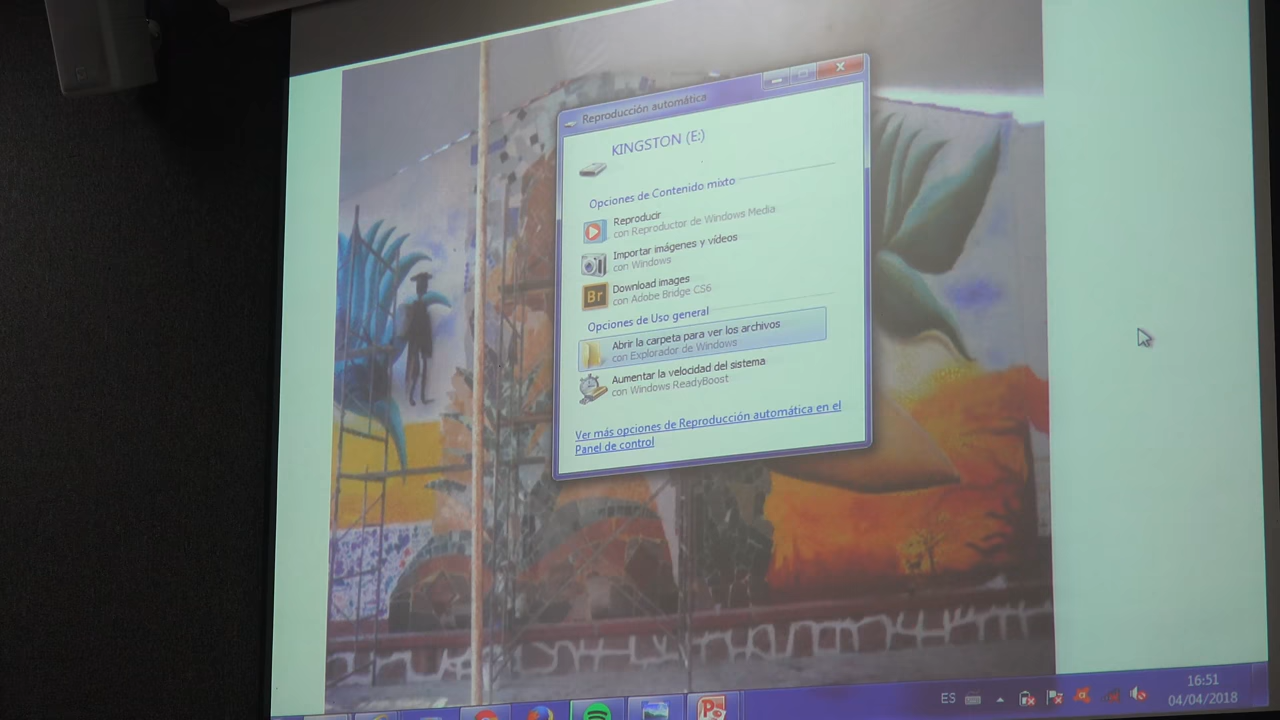 Reproducción automática
KINGSTON (E:)
Opciones de Contenido mixto
Reproducir
con Reproductor de Windows Media
Importar imágenes y vídeos
con Windows
Br
Download images
con Adobe Bridge CS6
Opciones de Uso general
Abrir la carpeta para ver los archivos
con Explorador de Windows
Aumentar la velocidad del sistema
con Windows ReadyBoost
Ver más opciones de Reproducción automática en el
Panel de control
ES
16:51
04/04/2018